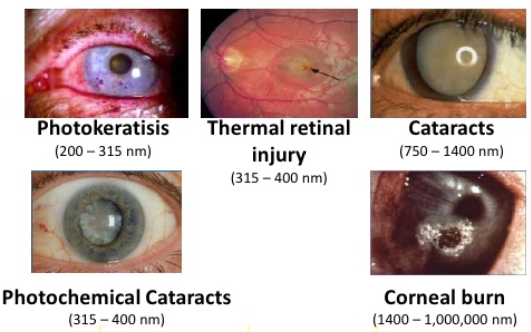 Photokeratisis
(200 – 315 nm)
Thermal retinal
injury
(315 – 400 nm)
Cataracts
(750 – 1400 nm)
Photochemical Cataracts
(315 – 400 nm)
Corneal burn
(1400 – 1,000,000 nm)